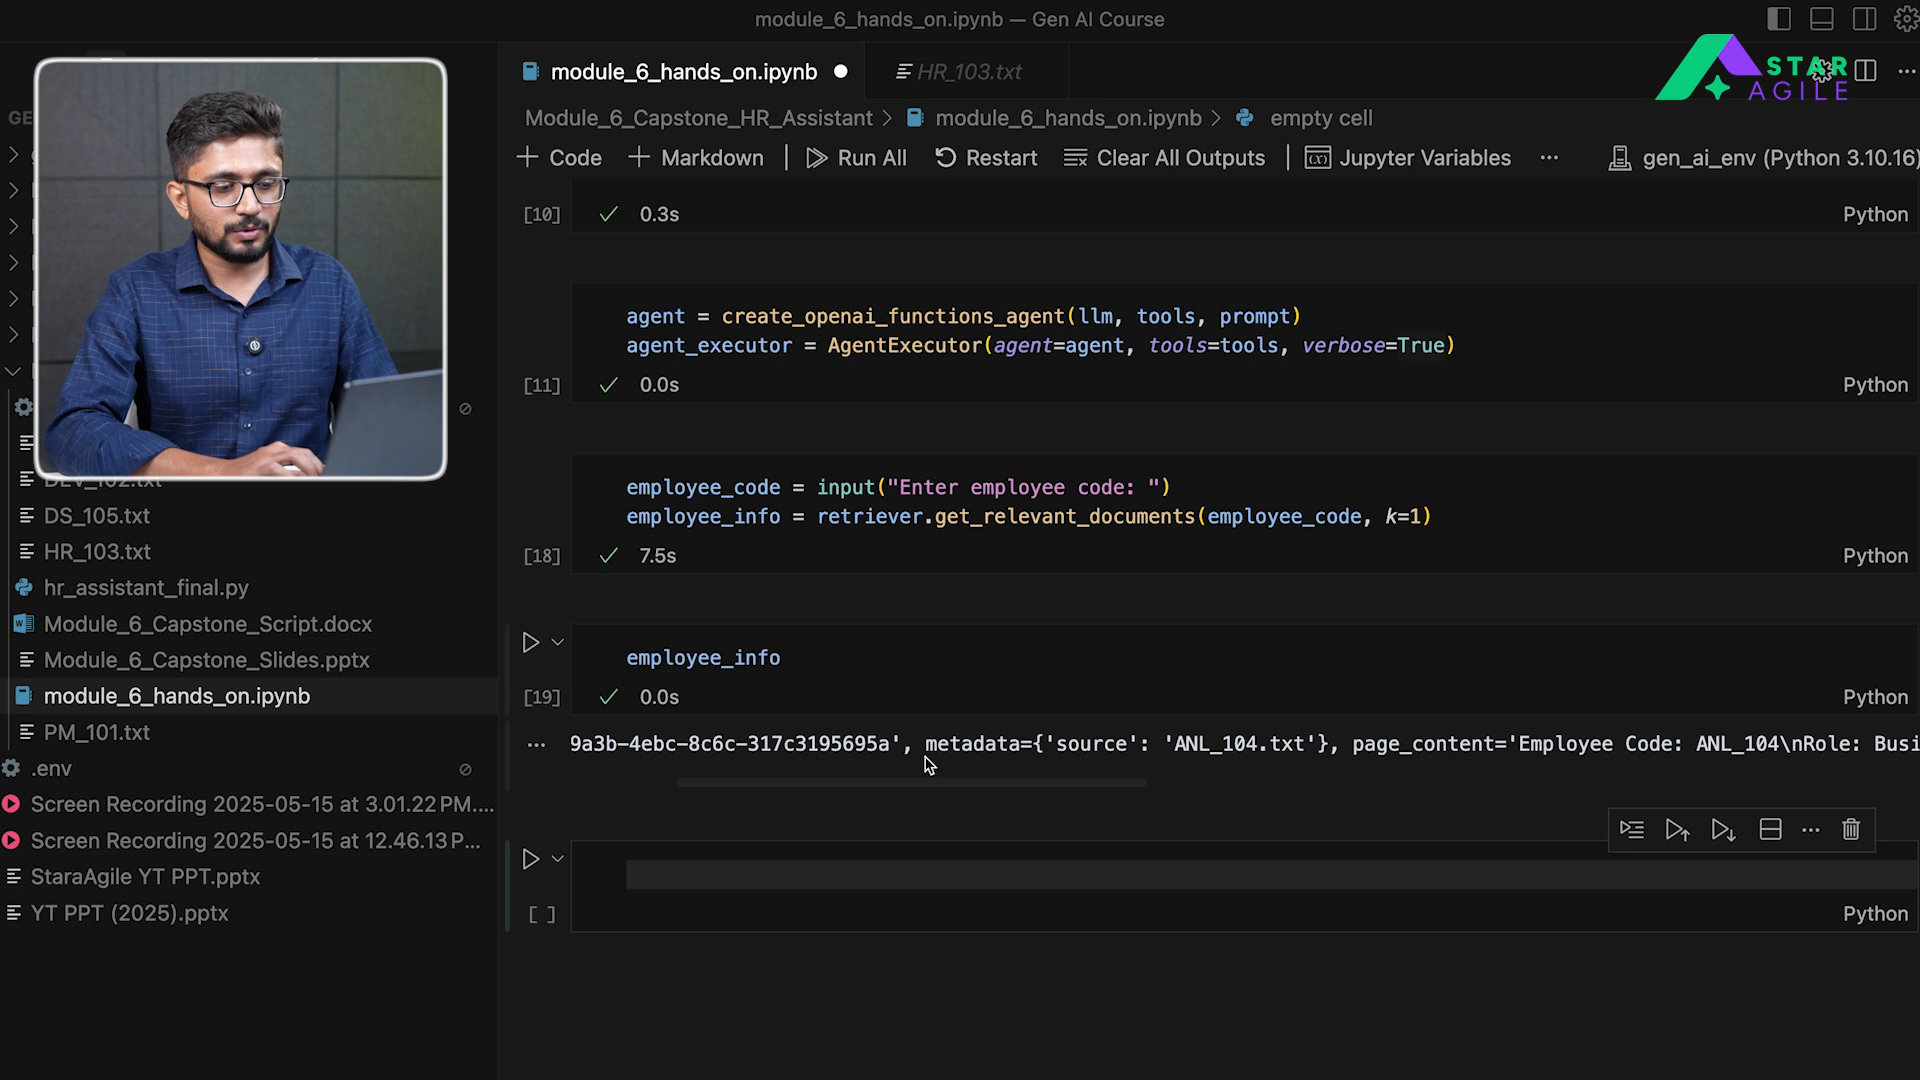 module_6_hands_on.ipynb — Gen AI Course
module_6_hands_on.ipynb
HR_103.txt
STAR
AGILE
Module_6_Capstone_HR_Assistant > module_6_hands_on.ipynb > empty cell
+ Code + Markdown | Run All Restart Clear All Outputs | Jupyter Variables ...
gen_ai_env (Python 3.10.16)
[10] ✓ 0.3s Python
agent = create_openai_functions_agent(llm, tools, prompt)
agent_executor = AgentExecutor(agent=agent, tools=tools, verbose=True)
[11] ✓ 0.0s Python
employee_code = input("Enter employee code: ")
employee_info = retriever.get_relevant_documents(employee_code, k=1)
[18] ✓ 7.5s Python
employee_info
[19] ✓ 0.0s Python
... 9a3b-4ebc-8c6c-317c3195695a', metadata={'source': 'ANL_104.txt'}, page_content='Employee Code: ANL_104\nRole: Busi
[ ] Python
GE
DEV_102.txt
DS_105.txt
HR_103.txt
hr_assistant_final.py
Module_6_Capstone_Script.docx
Module_6_Capstone_Slides.pptx
module_6_hands_on.ipynb
PM_101.txt
.env
Screen Recording 2025-05-15 at 3.01.22 PM....
Screen Recording 2025-05-15 at 12.46.13 P...
StaraAgile YT PPT.pptx
YT PPT (2025).pptx